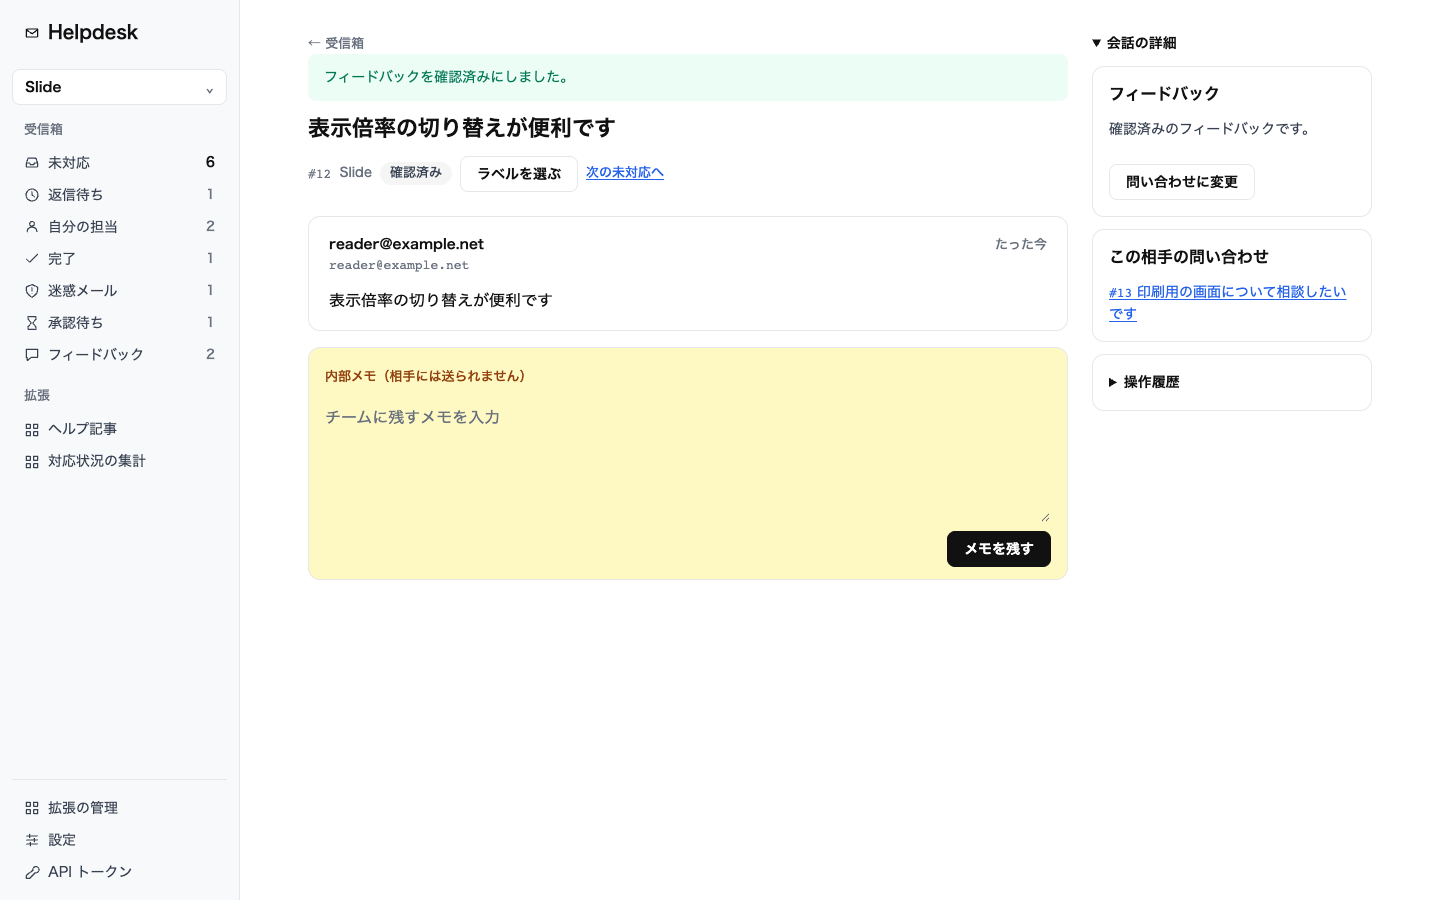 Helpdesk
Slide
受信箱
未対応 6
返信待ち 1
自分の担当 2
完了 1
迷惑メール 1
承認待ち 1
フィードバック 2
拡張
ヘルプ記事
対応状況の集計
拡張の管理
設定
API トークン
← 受信箱
フィードバックを確認済みにしました。
表示倍率の切り替えが便利です
#12 Slide 確認済み ラベルを選ぶ 次の未対応へ
reader@example.net たった今
reader@example.net
表示倍率の切り替えが便利です
内部メモ（相手には送られません）
チームに残すメモを入力
メモを残す
▼ 会話の詳細
フィードバック
確認済みのフィードバックです。
問い合わせに変更
この相手の問い合わせ
#13 印刷用の画面について相談したい
です
▶ 操作履歴